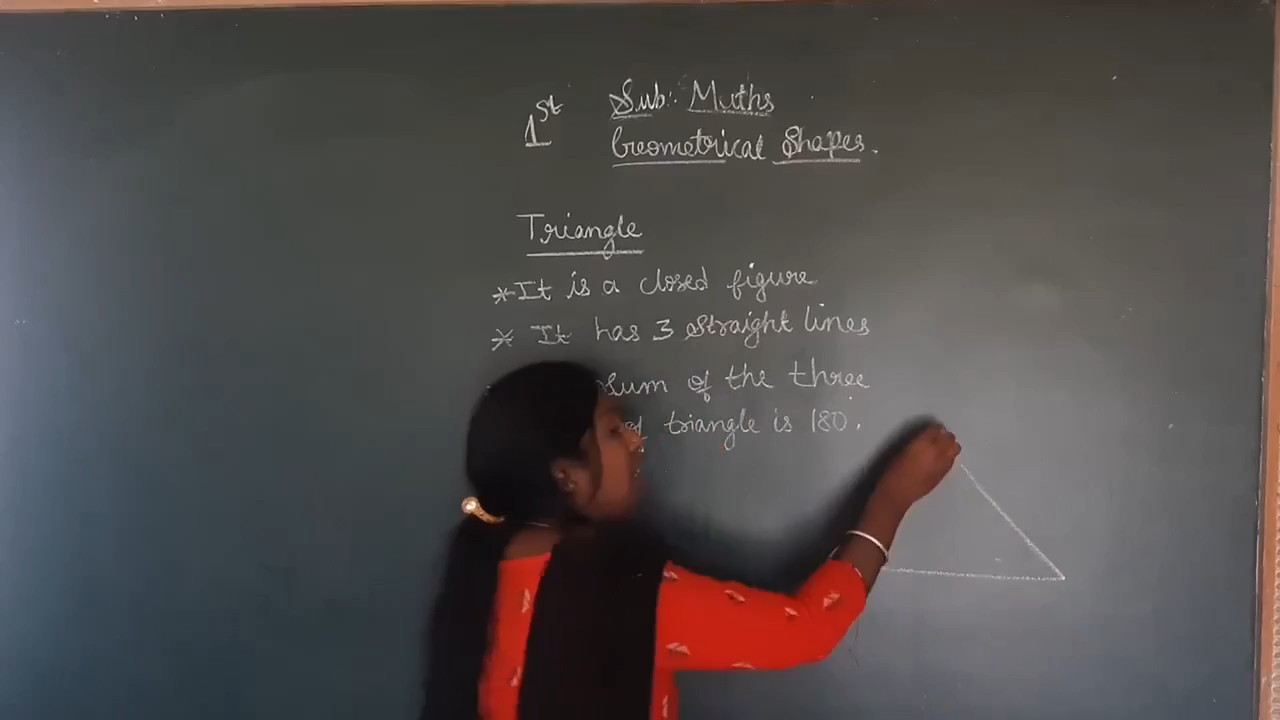 1st
Sub: Maths
Geometrical Shapes.
Triangle
* It is a closed figure
* It has 3 straight lines
sum of the three
of triangle is 180.